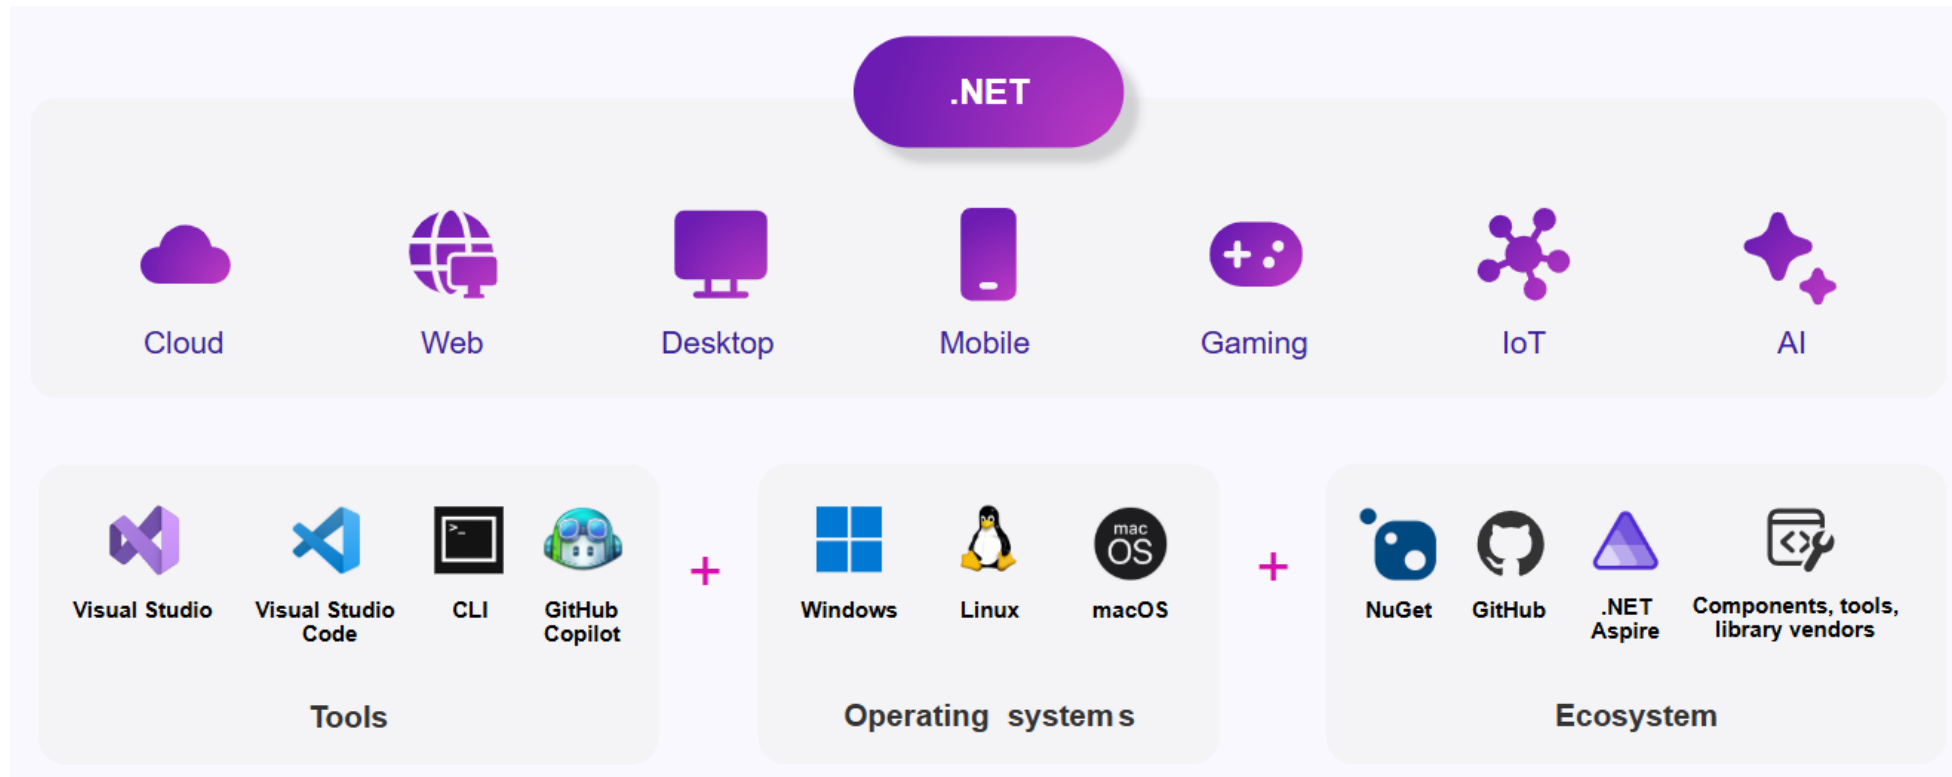 .NET
Cloud
Web
Desktop
Mobile
Gaming
IoT
AI
Visual Studio
Visual Studio
Code
>_
CLI
GitHub
Copilot
Tools
+
Windows
Linux
mac
OS
macOS
Operating systems
+
NuGet
GitHub
.NET
Aspire
Components, tools,
library vendors
Ecosystem